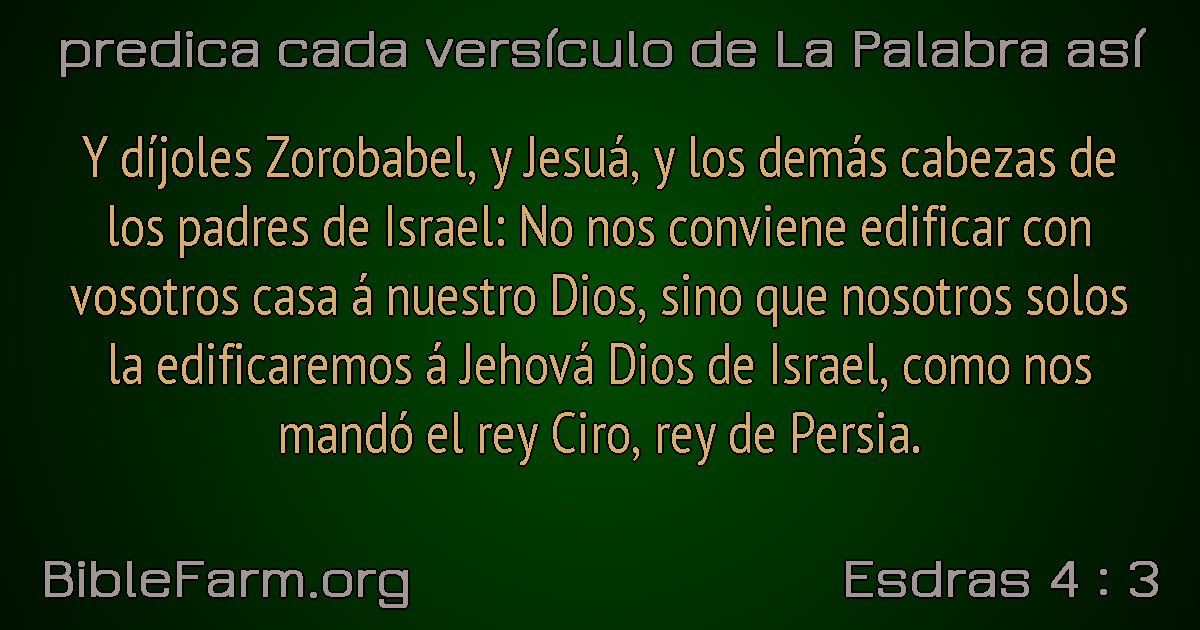 predica cada versículo de La Palabra así
Y díjoles Zorobabel, y Jesuá, y los demás cabezas de
los padres de Israel: No nos conviene edificar con
vosotros casa á nuestro Dios, sino que nosotros solos
la edificaremos á Jehová Dios de Israel, como nos
mandó el rey Ciro, rey de Persia.
BibleFarm.org
Esdras 4 : 3